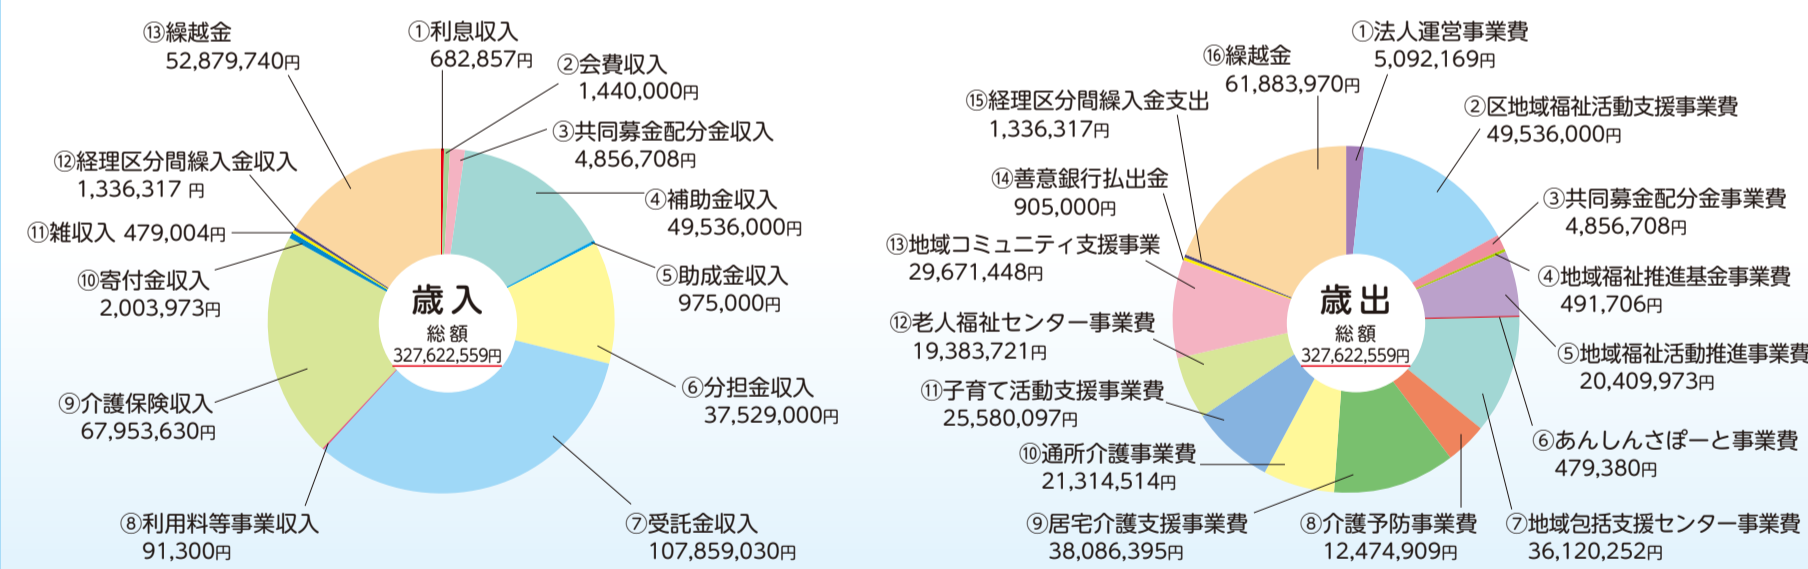 ①利息収入
682,857円
②会費収入
1,440,000円
③共同募金配分金収入
4,856,708円
④補助金収入
49,536,000円
⑤助成金収入
975,000円
⑥分担金収入
37,529,000円
⑦受託金収入
107,859,030円
⑧利用料等事業収入
91,300円
⑨介護保険収入
67,953,630円
⑩寄付金収入
2,003,973円
⑪雑収入 479,004円
⑫経理区分間繰入金収入
1,336,317 円
⑬繰越金
52,879,740円
歳入
総額
327,622,559円
①法人運営事業費
5,092,169円
②区地域福祉活動支援事業費
49,536,000円
③共同募金配分金事業費
4,856,708円
④地域福祉推進基金事業費
491,706円
⑤地域福祉活動推進事業費
20,409,973円
⑥あんしんさぽーと事業費
479,380円
⑦地域包括支援センター事業費
36,120,252円
⑧介護予防事業費
12,474,909円
⑨居宅介護支援事業費
38,086,395円
⑩通所介護事業費
21,314,514円
⑪子育て活動支援事業費
25,580,097円
⑫老人福祉センター事業費
19,383,721円
⑬地域コミュニティ支援事業
29,671,448円
⑭善意銀行払出金
905,000円
⑮経理区分間繰入金支出
1,336,317円
⑯繰越金
61,883,970円
歳出
総額
327,622,559円